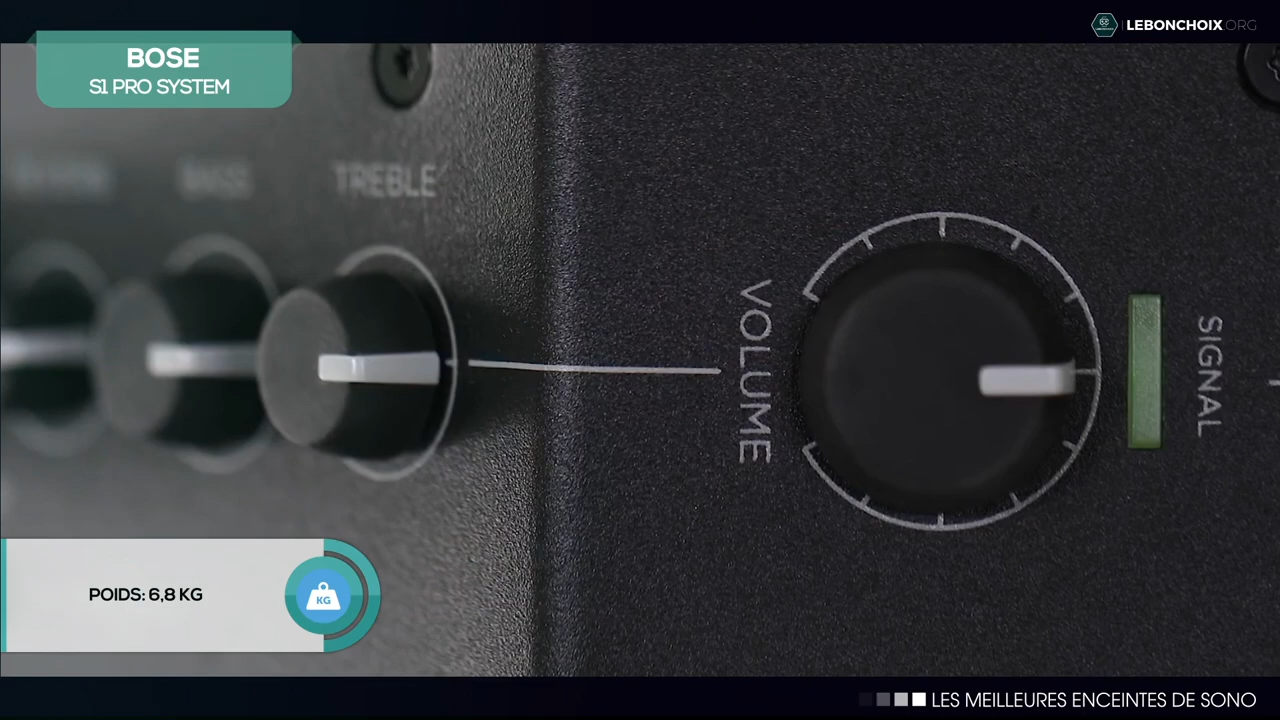 LEBONCHOIX.ORG
BOSE
S1 PRO SYSTEM
BASS
TREBLE
VOLUME
SIGNAL
POIDS: 6,8 KG
KG
LES MEILLEURES ENCEINTES DE SONO